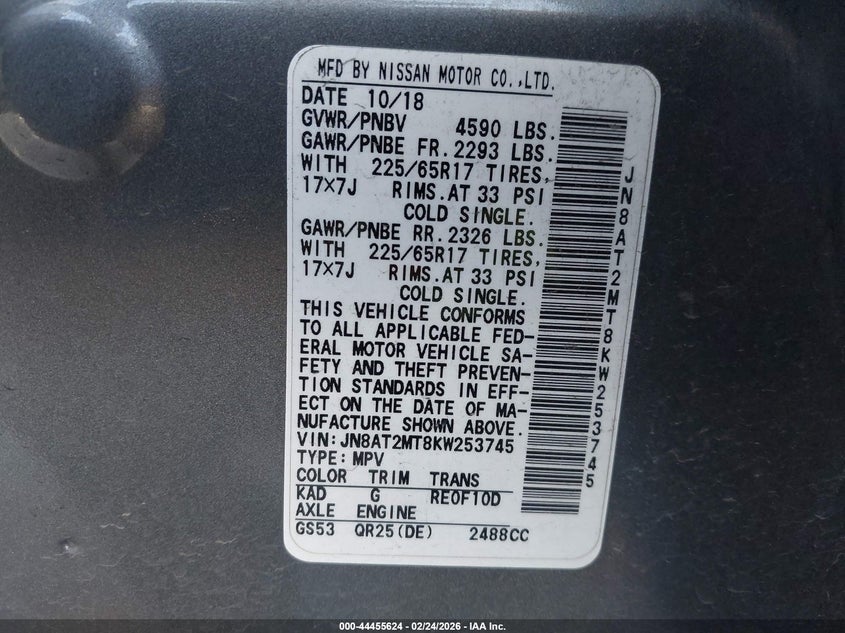 MFD BY NISSAN MOTOR CO.,LTD.
DATE 10/18
GVWR/PNBV 4590 LBS.
GAWR/PNBE FR.2293 LBS.
WITH 225/65R17 TIRES,
17×7J RIMS.AT 33 PSI
COLD SINGLE.
GAWR/PNBE RR.2326 LBS.
WITH 225/65R17 TIRES,
17×7J RIMS.AT 33 PSI
COLD SINGLE.
THIS VEHICLE CONFORMS
TO ALL APPLICABLE FED-
ERAL MOTOR VEHICLE SA-
FETY AND THEFT PREVEN-
TION STANDARDS IN EFF-
ECT ON THE DATE OF MA-
NUFACTURE SHOWN ABOVE.
VIN:JN8AT2MT8KW253745
TYPE:MPV
COLOR TRIM TRANS
KAD G RE0F10D
AXLE ENGINE
GS53 QR25(DE) 2488CC
JN8AT2MT8KW253745
000-44455624 | 02/24/2026 - IAA Inc.